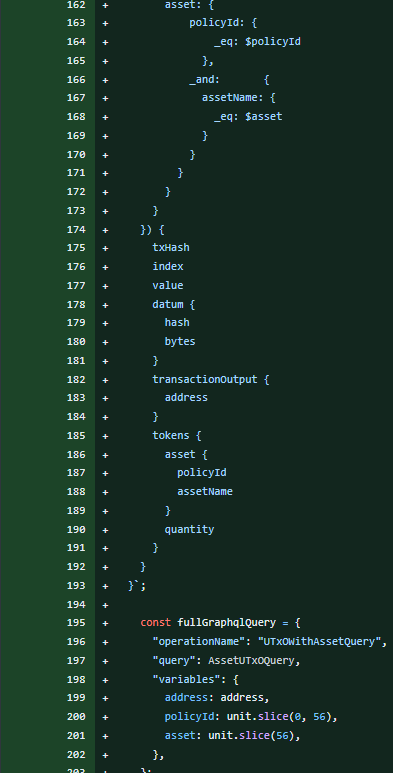 162 + asset: {
163 + policyId: {
164 + _eq: $policyId
165 + },
166 + _and: {
167 + assetName: {
168 + _eq: $asset
169 + }
170 + }
171 + }
172 + }
173 + }
174 + }) {
175 + txHash
176 + index
177 + value
178 + datum {
179 + hash
180 + bytes
181 + }
182 + transactionOutput {
183 + address
184 + }
185 + tokens {
186 + asset {
187 + policyId
188 + assetName
189 + }
190 + quantity
191 + }
192 + }
193 + }`;
194 +
195 + const fullGraphqlQuery = {
196 + "operationName": "UTxOWithAssetQuery",
197 + "query": AssetUTxOQuery,
198 + "variables": {
199 + address: address,
200 + policyId: unit.slice(0, 56),
201 + asset: unit.slice(56),
202 + },
203 + };